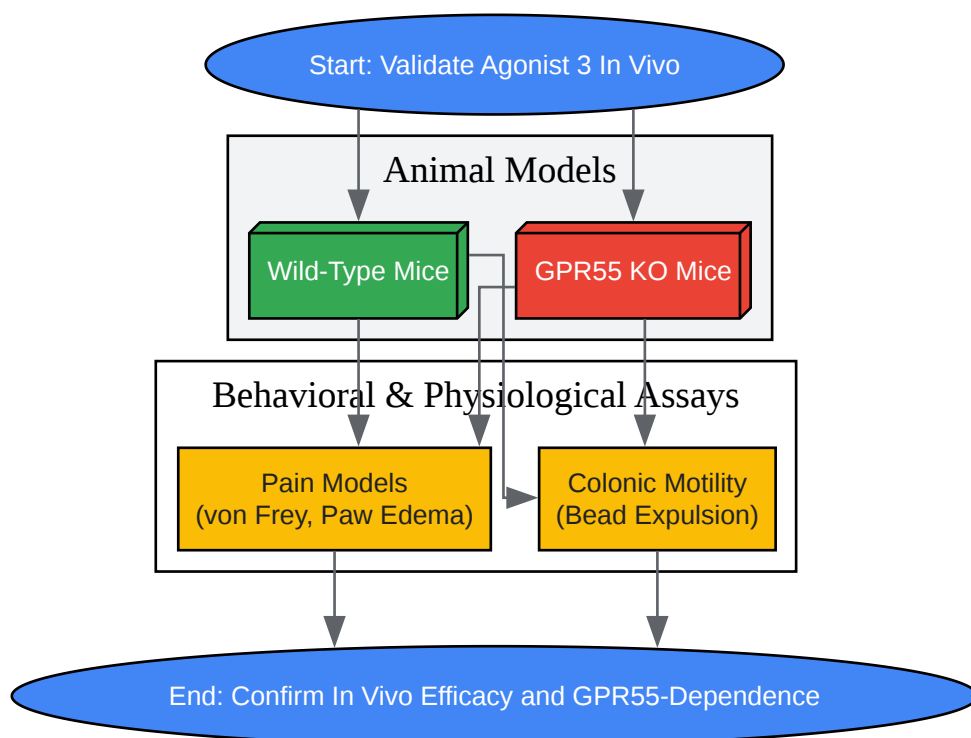 Start: Validate Agonist 3 In Vivo
Animal Models
Wild-Type Mice
GPR55 KO Mice
Behavioral & Physiological Assays
Pain Models
(von Frey, Paw Edema)
Colonic Motility
(Bead Expulsion)
End: Confirm In Vivo Efficacy and GPR55-Dependence